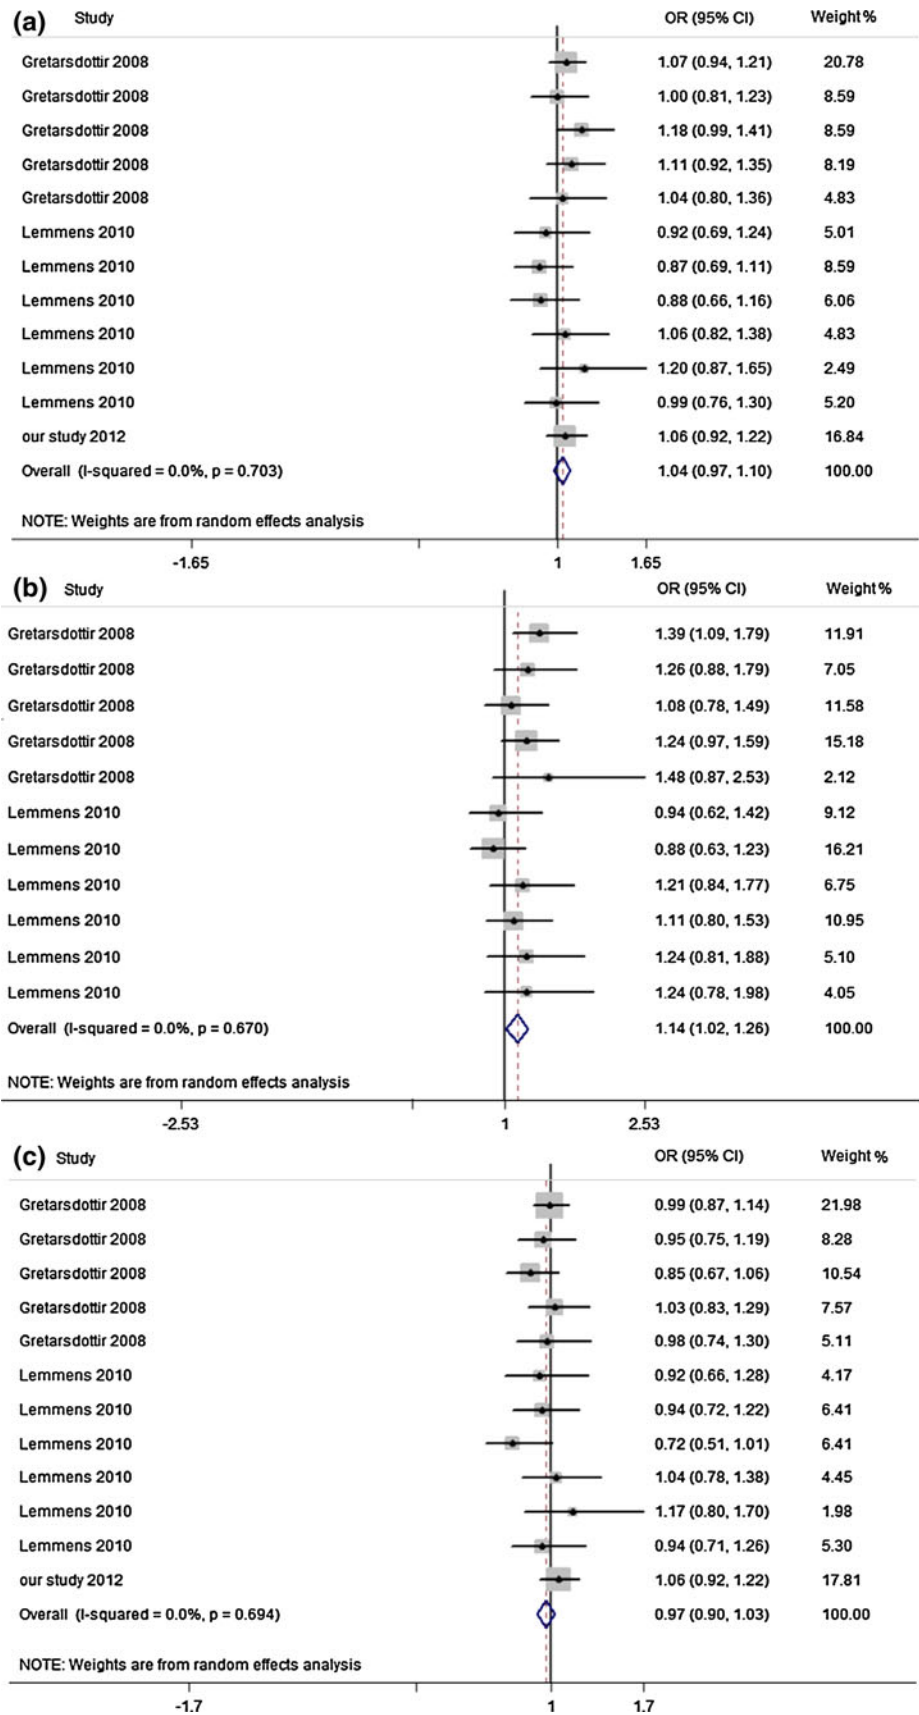 (a) Study OR (95% CI) Weight%
Gretarsdottir 2008 1.07 (0.94, 1.21) 20.78
Gretarsdottir 2008 1.00 (0.81, 1.23) 8.59
Gretarsdottir 2008 1.18 (0.99, 1.41) 8.59
Gretarsdottir 2008 1.11 (0.92, 1.35) 8.19
Gretarsdottir 2008 1.04 (0.80, 1.36) 4.83
Lemmens 2010 0.92 (0.69, 1.24) 5.01
Lemmens 2010 0.87 (0.69, 1.11) 8.59
Lemmens 2010 0.88 (0.66, 1.16) 6.06
Lemmens 2010 1.06 (0.82, 1.38) 4.83
Lemmens 2010 1.20 (0.87, 1.65) 2.49
Lemmens 2010 0.99 (0.76, 1.30) 5.20
our study 2012 1.06 (0.92, 1.22) 16.84
Overall (I-squared = 0.0%, p = 0.703) 1.04 (0.97, 1.10) 100.00
NOTE: Weights are from random effects analysis
-1.65 1 1.65
(b) Study OR (95% CI) Weight%
Gretarsdottir 2008 1.39 (1.09, 1.79) 11.91
Gretarsdottir 2008 1.26 (0.88, 1.79) 7.05
Gretarsdottir 2008 1.08 (0.78, 1.49) 11.58
Gretarsdottir 2008 1.24 (0.97, 1.59) 15.18
Gretarsdottir 2008 1.48 (0.87, 2.53) 2.12
Lemmens 2010 0.94 (0.62, 1.42) 9.12
Lemmens 2010 0.88 (0.63, 1.23) 16.21
Lemmens 2010 1.21 (0.84, 1.77) 6.75
Lemmens 2010 1.11 (0.80, 1.53) 10.95
Lemmens 2010 1.24 (0.81, 1.88) 5.10
Lemmens 2010 1.24 (0.78, 1.98) 4.05
Overall (I-squared = 0.0%, p = 0.670) 1.14 (1.02, 1.26) 100.00
NOTE: Weights are from random effects analysis
-2.53 1 2.53
(c) Study OR (95% CI) Weight %
Gretarsdottir 2008 0.99 (0.87, 1.14) 21.98
Gretarsdottir 2008 0.95 (0.75, 1.19) 8.28
Gretarsdottir 2008 0.85 (0.67, 1.06) 10.54
Gretarsdottir 2008 1.03 (0.83, 1.29) 7.57
Gretarsdottir 2008 0.98 (0.74, 1.30) 5.11
Lemmens 2010 0.92 (0.66, 1.28) 4.17
Lemmens 2010 0.94 (0.72, 1.22) 6.41
Lemmens 2010 0.72 (0.51, 1.01) 6.41
Lemmens 2010 1.04 (0.78, 1.38) 4.45
Lemmens 2010 1.17 (0.80, 1.70) 1.98
Lemmens 2010 0.94 (0.71, 1.26) 5.30
our study 2012 1.06 (0.92, 1.22) 17.81
Overall (I-squared = 0.0%, p = 0.694) 0.97 (0.90, 1.03) 100.00
NOTE: Weights are from random effects analysis
-1.7 1 1.7